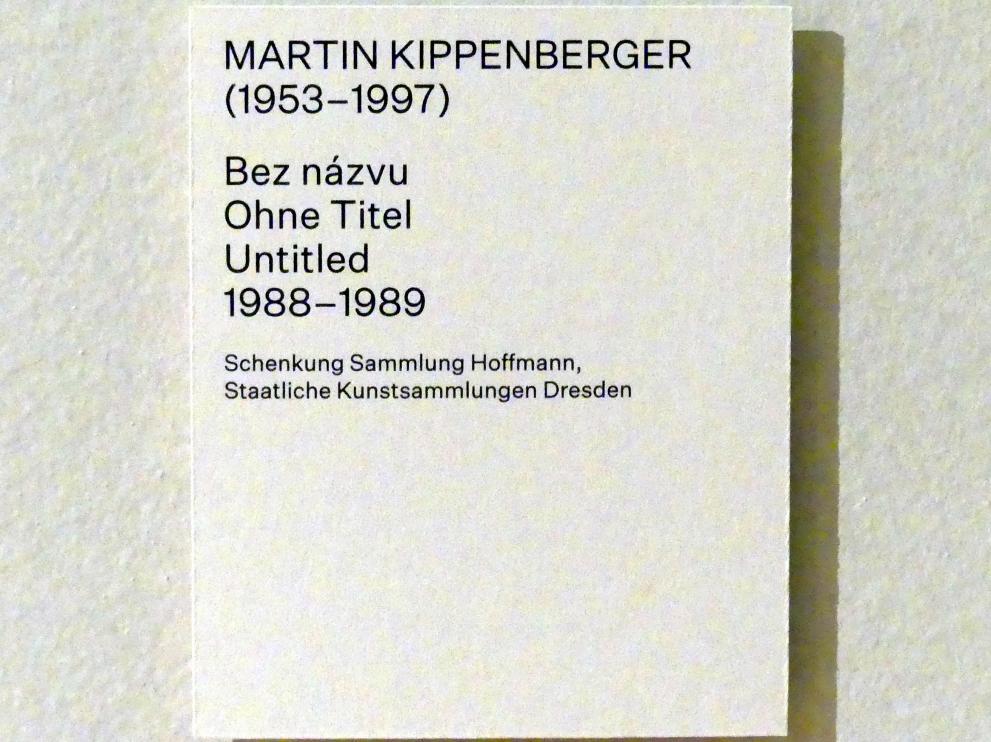 MARTIN KIPPENBERGER
(1953–1997)
Bez názvu
Ohne Titel
Untitled
1988–1989
Schenkung Sammlung Hoffmann,
Staatliche Kunstsammlungen Dresden